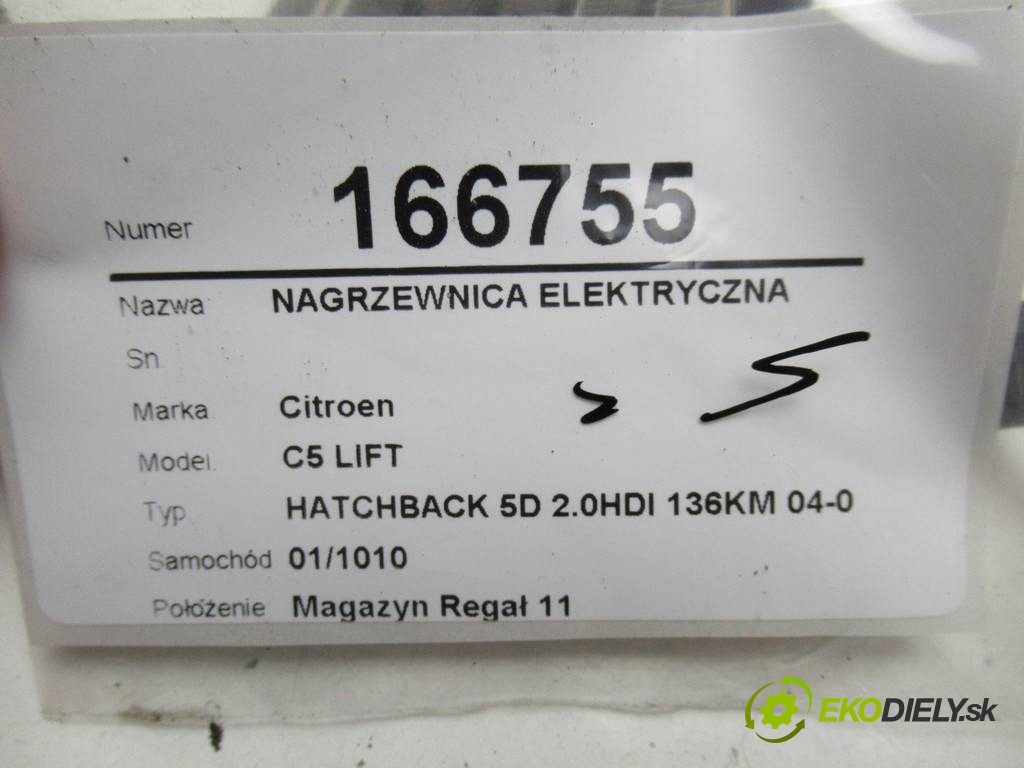 Numer 166755
Nazwa NAGRZEWNICA ELEKTRYCZNA
Sn.
Marka Citroen
Model. C5 LIFT
Typ. HATCHBACK 5D 2.0HDI 136KM 04-0
Samochód 01/1010
Położenie Magazyn Regał 11
EKODIELY.sk